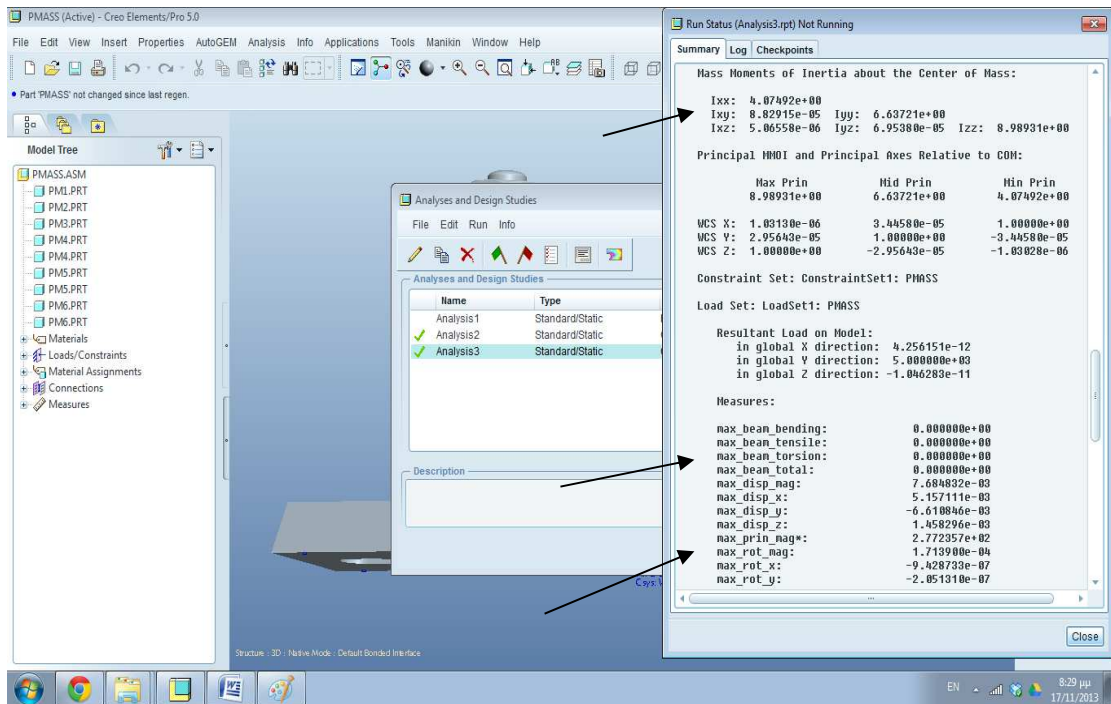 PMASS (Active) - Creo Elements/Pro 5.0
File Edit View Insert Properties AutoGEM Analysis Info Applications Tools Manikin Window Help
Part 'PMASS' not changed since last regen.
Model Tree
PMASS.ASM
PM1.PRT
PM2.PRT
PM3.PRT
PM4.PRT
PM4.PRT
PM5.PRT
PM5.PRT
PM6.PRT
PM6.PRT
Materials
Loads/Constraints
Material Assignments
Connections
Measures
Analyses and Design Studies
File Edit Run Info
Analyses and Design Studies
Name Type
Analysis1 Standard/Static
Analysis2 Standard/Static
Analysis3 Standard/Static
Description
Structure : 3D : Native Mode : Default Bonded Interface
Run Status (Analysis3.rpt) Not Running
Summary Log Checkpoints
Mass Moments of Inertia about the Center of Mass:
Ixx: 4.07492e+00
Ixy: 8.82915e-05 Iyy: 6.63721e+00
Ixz: 5.06558e-06 Iyz: 6.95380e-05 Izz: 8.98931e+00
Principal MMOI and Principal Axes Relative to COM:
Max Prin Mid Prin Min Prin
8.98931e+00 6.63721e+00 4.07492e+00
WCS X: 1.03130e-06 3.44580e-05 1.00000e+00
WCS Y: 2.95643e-05 1.00000e+00 -3.44580e-05
WCS Z: 1.00000e+00 -2.95643e-05 -1.03028e-06
Constraint Set: ConstraintSet1: PMASS
Load Set: LoadSet1: PMASS
Resultant Load on Model:
in global X direction: 4.256151e-12
in global Y direction: 5.000000e+03
in global Z direction: -1.046283e-11
Measures:
max_beam_bending: 0.000000e+00
max_beam_tensile: 0.000000e+00
max_beam_torsion: 0.000000e+00
max_beam_total: 0.000000e+00
max_disp_mag: 7.684832e-03
max_disp_x: 5.157111e-03
max_disp_y: -6.610846e-03
max_disp_z: 1.458296e-03
max_prin_mag*: 2.772357e+02
max_rot_mag: 1.713900e-04
max_rot_x: -9.428733e-07
max_rot_y: -2.051310e-07
Close
EN
8:29 μμ
17/11/2013